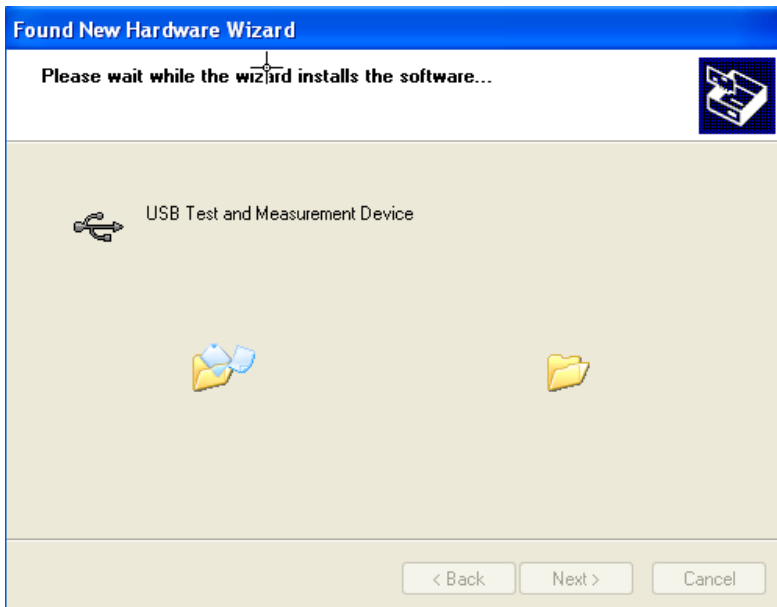 Found New Hardware Wizard
Please wait while the wizard installs the software...
USB Test and Measurement Device
< Back
Next >
Cancel